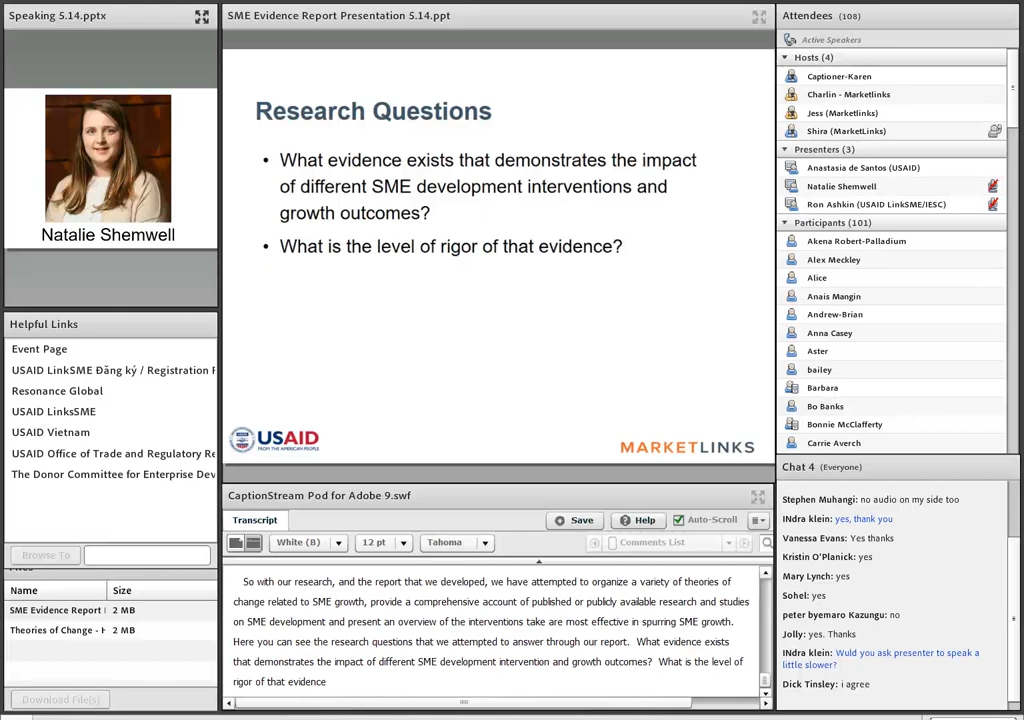 Speaking 5.14.pptx
Natalie Shemwell
Helpful Links
Event Page
USAID LinkSME Đăng ký / Registration F
Resonance Global
USAID LinksSME
USAID Vietnam
USAID Office of Trade and Regulatory Re
The Donor Committee for Enterprise Dev
Browse To
Name Size
SME Evidence Report 2 MB
Theories of Change - 2 MB
Download File(s)
SME Evidence Report Presentation 5.14.ppt
Research Questions
• What evidence exists that demonstrates the impact
of different SME development interventions and
growth outcomes?
• What is the level of rigor of that evidence?
USAID
FROM THE AMERICAN PEOPLE
MARKETLINKS
CaptionStream Pod for Adobe 9.swf
Transcript
Save
Help
Auto-Scroll
White (B)
12 pt
Tahoma
Comments List
So with our research, and the report that we developed, we have attempted to organize a variety of theories of
change related to SME growth, provide a comprehensive account of published or publicly available research and studies
on SME development and present an overview of the interventions take are most effective in spurring SME growth.
Here you can see the research questions that we attempted to answer through our report. What evidence exists
that demonstrates the impact of different SME development intervention and growth outcomes? What is the level of
rigor of that evidence
Attendees (108)
Active Speakers
Hosts (4)
Captioner-Karen
Charlin - Marketlinks
Jess (Marketlinks)
Shira (MarketLinks)
Presenters (3)
Anastasia de Santos (USAID)
Natalie Shemwell
Ron Ashkin (USAID LinkSME/IESC)
Participants (101)
Akena Robert-Palladium
Alex Meckley
Alice
Anais Mangin
Andrew-Brian
Anna Casey
Aster
bailey
Barbara
Bo Banks
Bonnie McClafferty
Carrie Averch
Chat 4 (Everyone)
Stephen Muhangi: no audio on my side too
INdra klein: yes, thank you
Vanessa Evans: Yes thanks
Kristin O'Planick: yes
Mary Lynch: yes
Sohel: yes
peter byemaro Kazungu: no
Jolly: yes. Thanks
INdra klein: Wuld you ask presenter to speak a
little slower?
Dick Tinsley: i agree